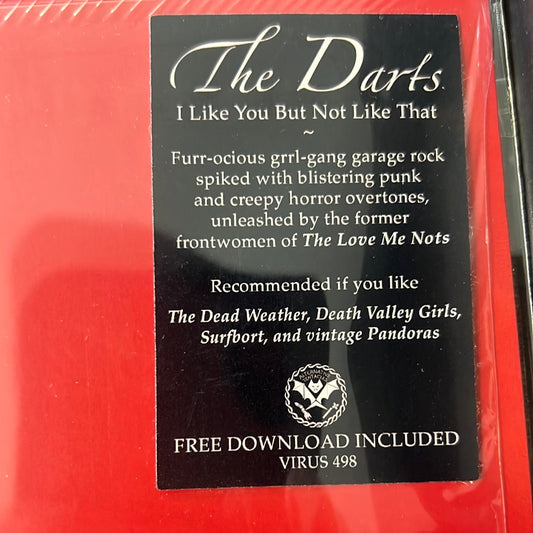 The Darts
I Like You But Not Like That
~
Furr-ocious grrl-gang garage rock
spiked with blistering punk
and creepy horror overtones,
unleashed by the former
frontwomen of The Love Me Nots
Recommended if you like
The Dead Weather, Death Valley Girls,
Surfbort, and vintage Pandoras
ALTERNATIVE
TENTACLES
FREE DOWNLOAD INCLUDED
VIRUS 498